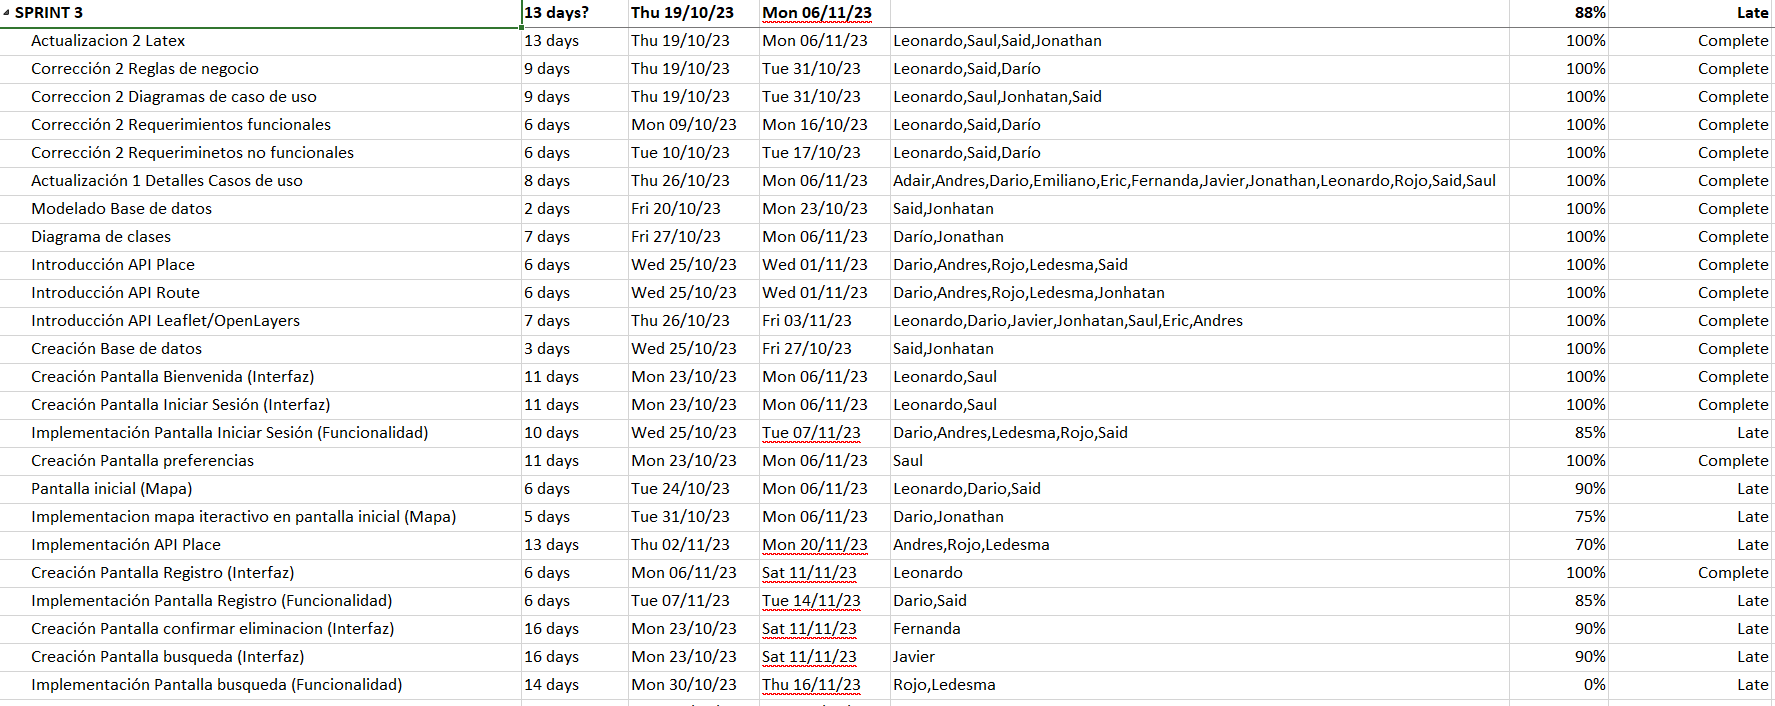 SPRINT 3 13 days? Thu 19/10/23 Mon 06/11/23 88% Late
Actualizacion 2 Latex 13 days Thu 19/10/23 Mon 06/11/23 Leonardo,Saul,Said,Jonathan 100% Complete
Corrección 2 Reglas de negocio 9 days Thu 19/10/23 Tue 31/10/23 Leonardo,Said,Darío 100% Complete
Correccion 2 Diagramas de caso de uso 9 days Thu 19/10/23 Tue 31/10/23 Leonardo,Saul,Jonhatan,Said 100% Complete
Corrección 2 Requerimientos funcionales 6 days Mon 09/10/23 Mon 16/10/23 Leonardo,Said,Darío 100% Complete
Corrección 2 Requeriminetos no funcionales 6 days Tue 10/10/23 Tue 17/10/23 Leonardo,Said,Darío 100% Complete
Actualización 1 Detalles Casos de uso 8 days Thu 26/10/23 Mon 06/11/23 Adair,Andres,Dario,Emiliano,Eric,Fernanda,Javier,Jonathan,Leonardo,Rojo,Said,Saul 100% Complete
Modelado Base de datos 2 days Fri 20/10/23 Mon 23/10/23 Said,Jonhatan 100% Complete
Diagrama de clases 7 days Fri 27/10/23 Mon 06/11/23 Darío,Jonathan 100% Complete
Introducción API Place 6 days Wed 25/10/23 Wed 01/11/23 Dario,Andres,Rojo,Ledesma,Said 100% Complete
Introducción API Route 6 days Wed 25/10/23 Wed 01/11/23 Dario,Andres,Rojo,Ledesma,Jonhatan 100% Complete
Introducción API Leaflet/OpenLayers 7 days Thu 26/10/23 Fri 03/11/23 Leonardo,Dario,Javier,Jonhatan,Saul,Eric,Andres 100% Complete
Creación Base de datos 3 days Wed 25/10/23 Fri 27/10/23 Said,Jonhatan 100% Complete
Creación Pantalla Bienvenida (Interfaz) 11 days Mon 23/10/23 Mon 06/11/23 Leonardo,Saul 100% Complete
Creación Pantalla Iniciar Sesión (Interfaz) 11 days Mon 23/10/23 Mon 06/11/23 Leonardo,Saul 100% Complete
Implementación Pantalla Iniciar Sesión (Funcionalidad) 10 days Wed 25/10/23 Tue 07/11/23 Dario,Andres,Ledesma,Rojo,Said 85% Late
Creación Pantalla preferencias 11 days Mon 23/10/23 Mon 06/11/23 Saul 100% Complete
Pantalla inicial (Mapa) 6 days Tue 24/10/23 Mon 06/11/23 Leonardo,Dario,Said 90% Late
Implementacion mapa iteractivo en pantalla inicial (Mapa) 5 days Tue 31/10/23 Mon 06/11/23 Dario,Jonathan 75% Late
Implementación API Place 13 days Thu 02/11/23 Mon 20/11/23 Andres,Rojo,Ledesma 70% Late
Creación Pantalla Registro (Interfaz) 6 days Mon 06/11/23 Sat 11/11/23 Leonardo 100% Complete
Implementación Pantalla Registro (Funcionalidad) 6 days Tue 07/11/23 Tue 14/11/23 Dario,Said 85% Late
Creación Pantalla confirmar eliminacion (Interfaz) 16 days Mon 23/10/23 Sat 11/11/23 Fernanda 90% Late
Creación Pantalla busqueda (Interfaz) 16 days Mon 23/10/23 Sat 11/11/23 Javier 90% Late
Implementación Pantalla busqueda (Funcionalidad) 14 days Mon 30/10/23 Thu 16/11/23 Rojo,Ledesma 0% Late